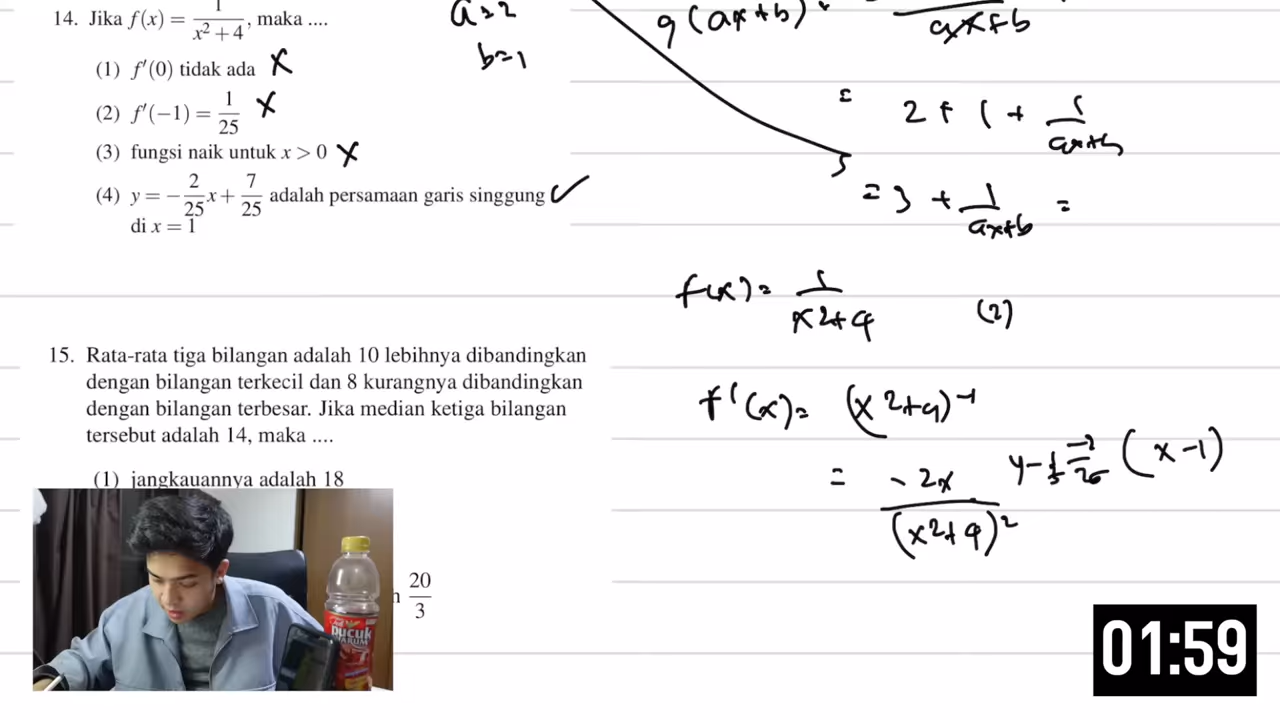 14. Jika f(x) = 1/(x² + 4), maka ....
(1) f′(0) tidak ada X
(2) f′(−1) = 1/25 X
(3) fungsi naik untuk x > 0 X
(4) y = −2/25 x + 7/25 adalah persamaan garis singgung ✓
di x = 1
15. Rata-rata tiga bilangan adalah 10 lebihnya dibandingkan
dengan bilangan terkecil dan 8 kurangnya dibandingkan
dengan bilangan terbesar. Jika median ketiga bilangan
tersebut adalah 14, maka ....
(1) jangkauannya adalah 18
20/3
a = 2
b = 1
9(ax+b)
ax+b
= 2 + 1 + 1/(ax+b)
= 3 + 1/(ax+b) =
f(x) = 1/(x2+4)
(2)
f'(x) = (x2+4)-1
= -2x/(x2+4)2
(x-1)
Pucuk
HARUM
01:59